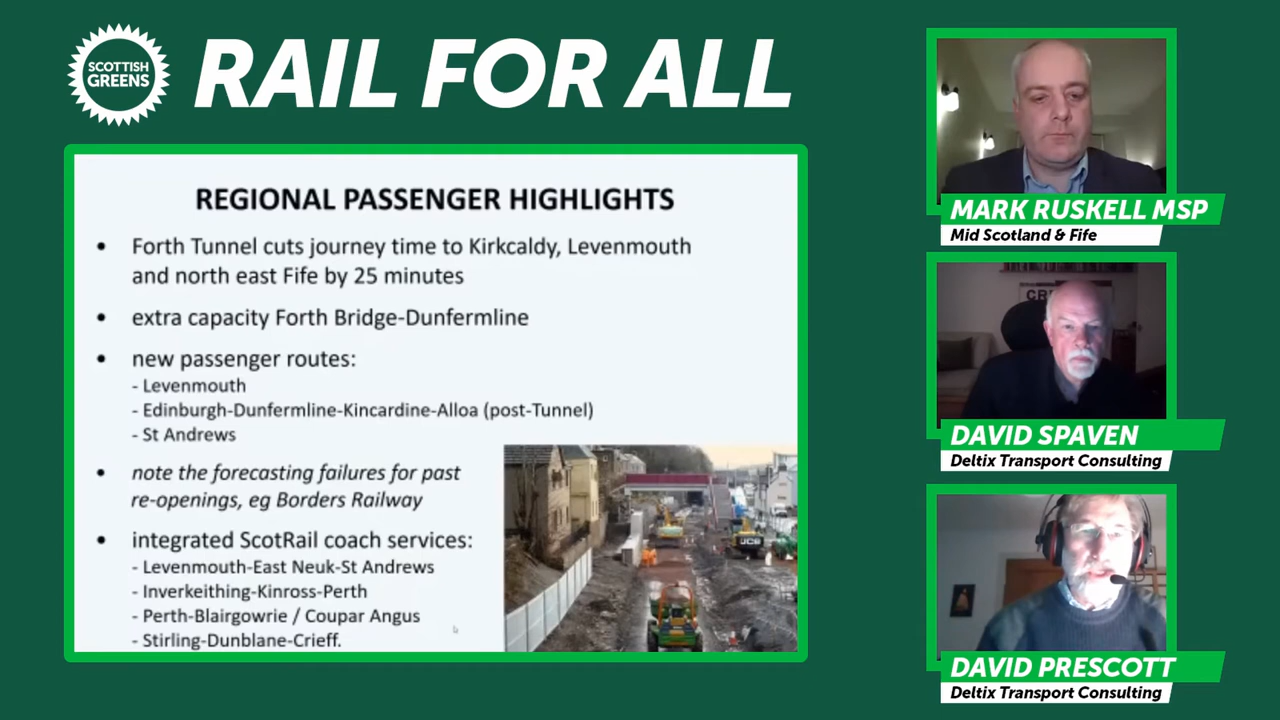 SCOTTISH
GREENS
RAIL FOR ALL
REGIONAL PASSENGER HIGHLIGHTS
• Forth Tunnel cuts journey time to Kirkcaldy, Levenmouth
and north east Fife by 25 minutes
• extra capacity Forth Bridge-Dunfermline
• new passenger routes:
- Levenmouth
- Edinburgh-Dunfermline-Kincardine-Alloa (post-Tunnel)
- St Andrews
• note the forecasting failures for past
re-openings, eg Borders Railway
• integrated ScotRail coach services:
- Levenmouth-East Neuk-St Andrews
- Inverkeithing-Kinross-Perth
- Perth-Blairgowrie / Coupar Angus
- Stirling-Dunblane-Crieff.
JCB
MARK RUSKELL MSP
Mid Scotland & Fife
DAVID SPAVEN
Deltix Transport Consulting
DAVID PRESCOTT
Deltix Transport Consulting